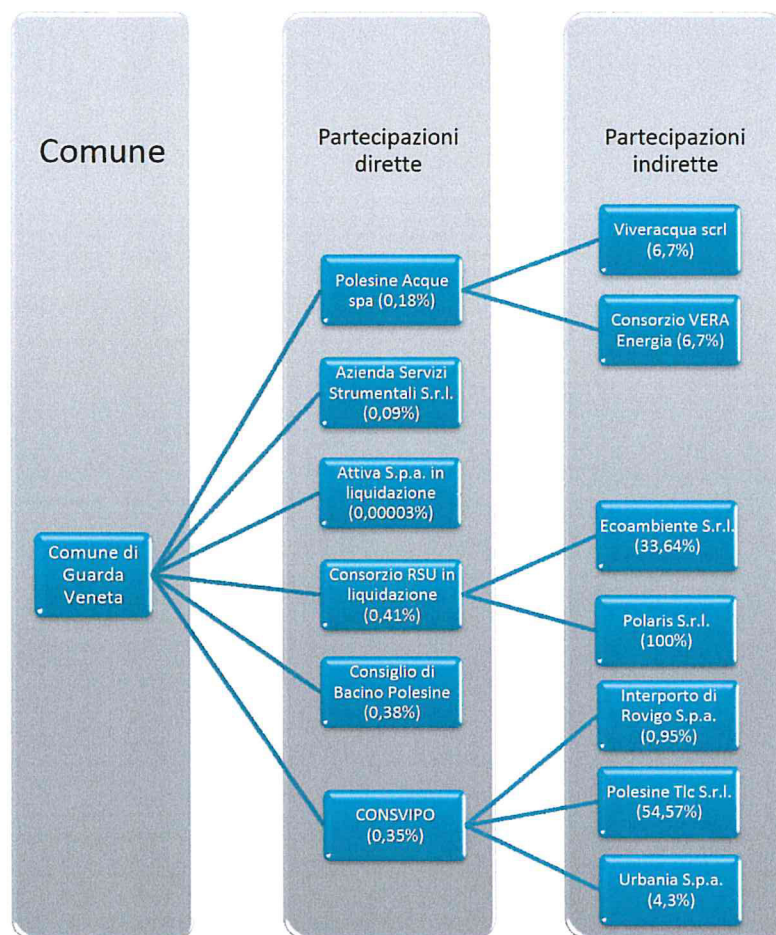 Comune
Partecipazioni
dirette
Partecipazioni
indirette
Comune di
Guarda
Veneta
Polesine Acque
spa (0,18%)
Azienda Servizi
Strumentali S.r.l.
(0,09%)
Attiva S.p.a. in
liquidazione
(0,00003%)
Consorzio RSU in
liquidazione
(0,41%)
Consiglio di
Bacino Polesine
(0,38%)
CONSVIPO
(0,35%)
Viveracqua scrl
(6,7%)
Consorzio VERA
Energia (6,7%)
Ecoambiente S.r.l.
(33,64%)
Polaris S.r.l.
(100%)
Interporto di
Rovigo S.p.a.
(0,95%)
Polesine Tlc S.r.l.
(54,57%)
Urbania S.p.a.
(4,3%)